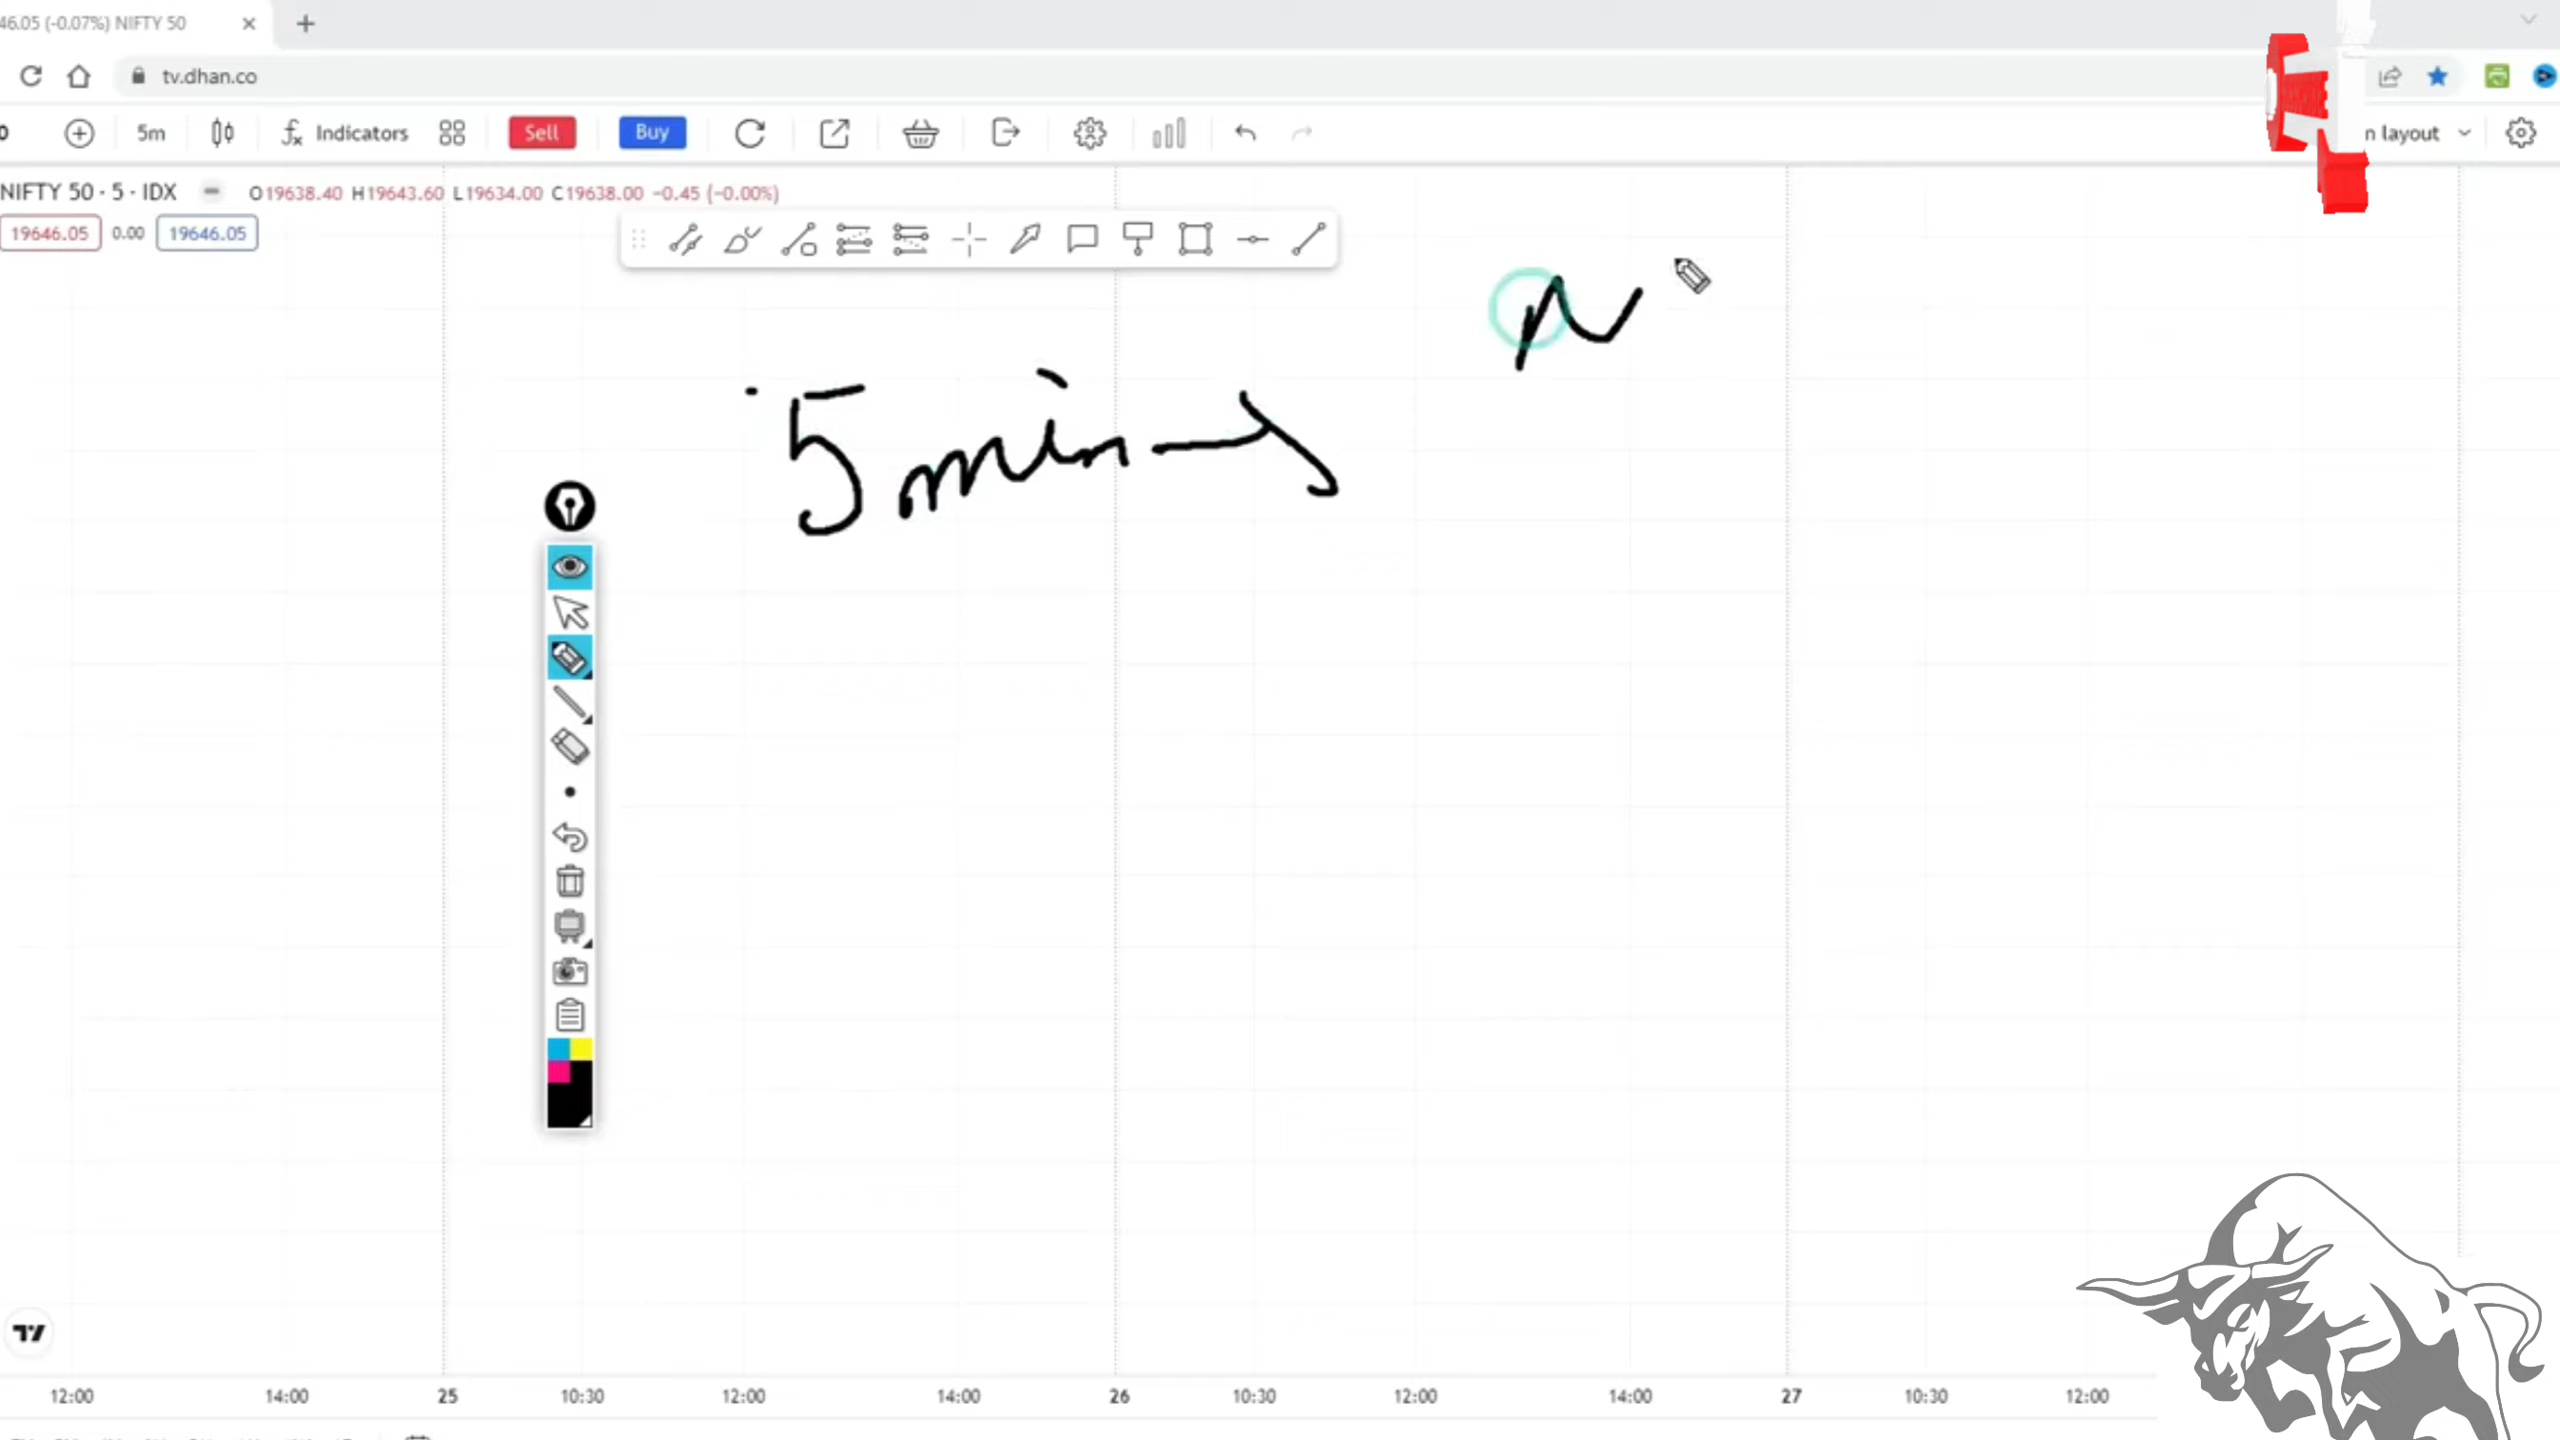 46.05 (-0.07%) NIFTY 50
tv.dhan.co
5m Indicators Sell Buy n layout
NIFTY 50 · 5 · IDX O19638.40 H19643.60 L19634.00 C19638.00 −0.45 (−0.00%)
19646.05 0.00 19646.05
N
5 min →
12:00 14:00 25 10:30 12:00 14:00 26 10:30 12:00 14:00 27 10:30 12:00